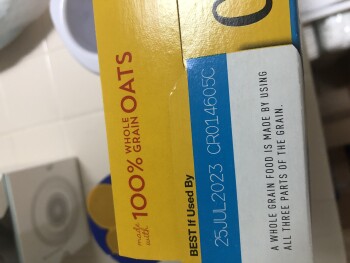 made
with
100% WHOLE
GRAIN OATS
BEST If Used By
25JUL2023 CR014605C
A WHOLE GRAIN FOOD IS MADE BY USING
ALL THREE PARTS OF THE GRAIN.